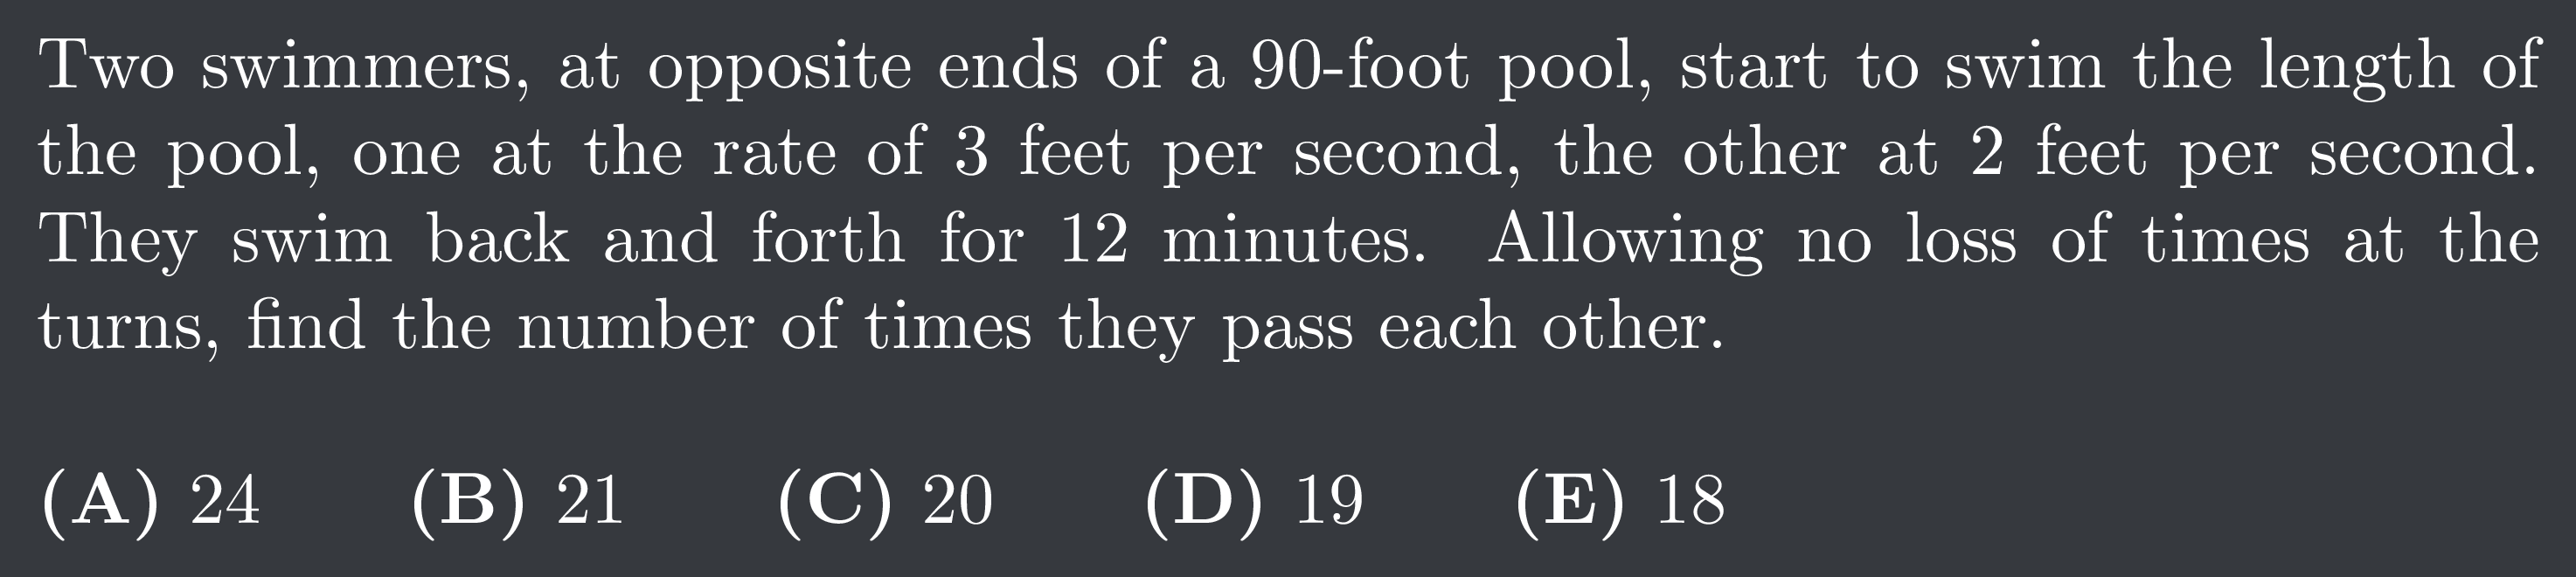 Two swimmers, at opposite ends of a 90-foot pool, start to swim the length of
the pool, one at the rate of 3 feet per second, the other at 2 feet per second.
They swim back and forth for 12 minutes. Allowing no loss of times at the
turns, find the number of times they pass each other.
(A) 24 (B) 21 (C) 20 (D) 19 (E) 18